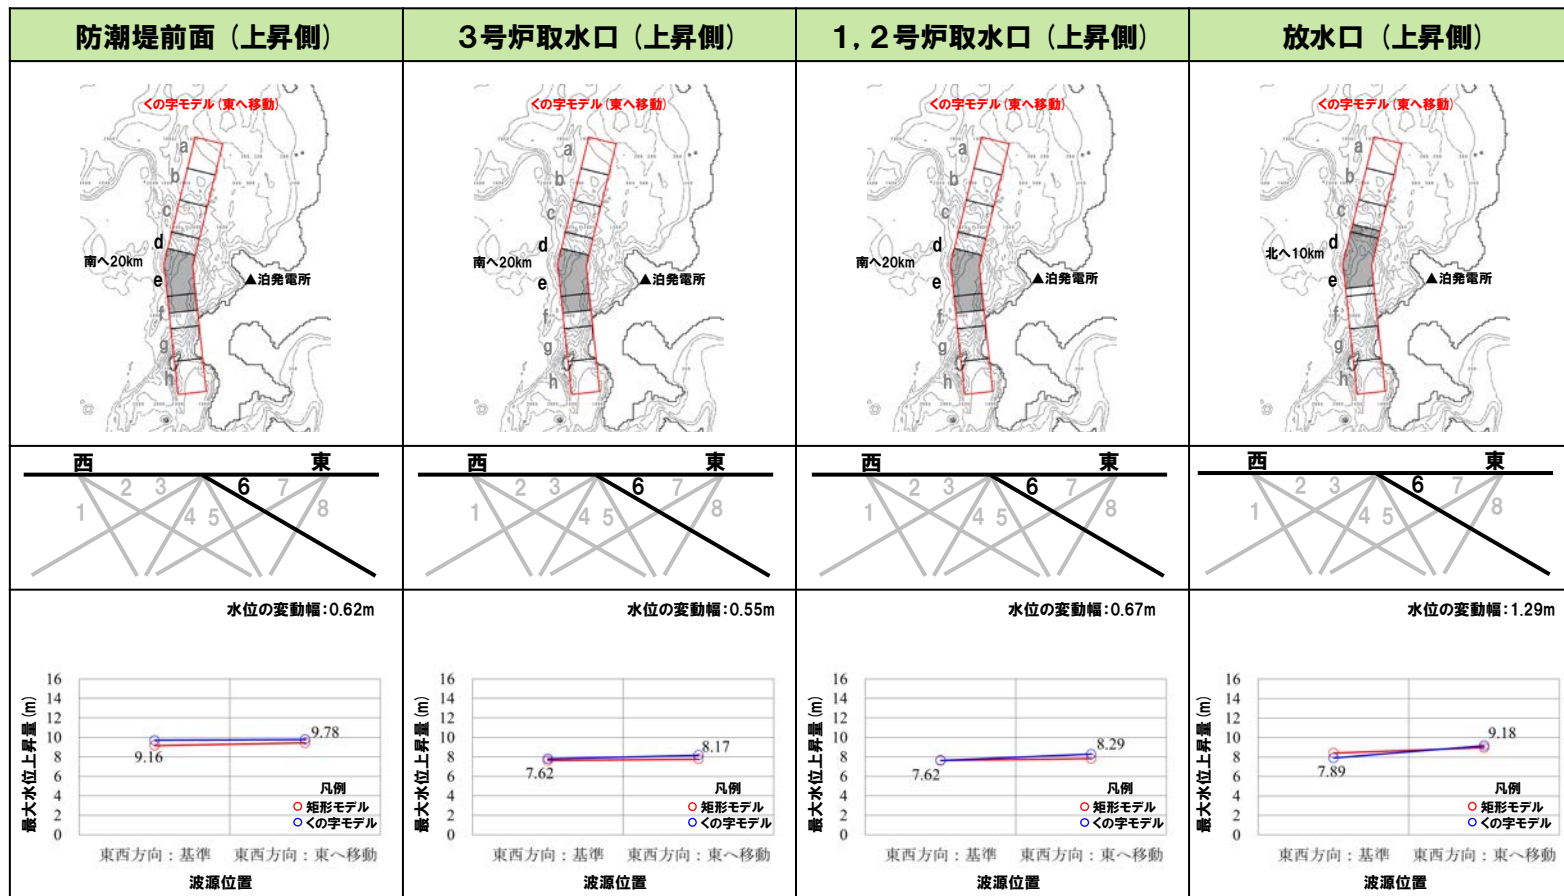 防潮堤前面（上昇側）
3号炉取水口（上昇側）
1，2号炉取水口（上昇側）
放水口（上昇側）
くの字モデル（東へ移動）
a
b
c
d
南へ20km
e
▲泊発電所
f
g
h
くの字モデル（東へ移動）
a
b
c
d
南へ20km
e
▲泊発電所
f
g
h
くの字モデル（東へ移動）
a
b
c
d
南へ20km
e
▲泊発電所
f
g
h
くの字モデル（東へ移動）
a
b
c
d
北へ10km
e
▲泊発電所
f
g
h
西 東
1 2 3 4 5 6 7 8
西 東
1 2 3 4 5 6 7 8
西 東
1 2 3 4 5 6 7 8
西 東
1 2 3 4 5 6 7 8
水位の変動幅：0.62m
最大水位上昇量（m）
16
14
12
10
8
6
4
2
0
9.16
9.78
凡例
矩形モデル
くの字モデル
東西方向：基準 東西方向：東へ移動
波源位置
水位の変動幅：0.55m
最大水位上昇量（m）
16
14
12
10
8
6
4
2
0
7.62
8.17
凡例
矩形モデル
くの字モデル
東西方向：基準 東西方向：東へ移動
波源位置
水位の変動幅：0.67m
最大水位上昇量（m）
16
14
12
10
8
6
4
2
0
7.62
8.29
凡例
矩形モデル
くの字モデル
東西方向：基準 東西方向：東へ移動
波源位置
水位の変動幅：1.29m
最大水位上昇量（m）
16
14
12
10
8
6
4
2
0
7.89
9.18
凡例
矩形モデル
くの字モデル
東西方向：基準 東西方向：東へ移動
波源位置